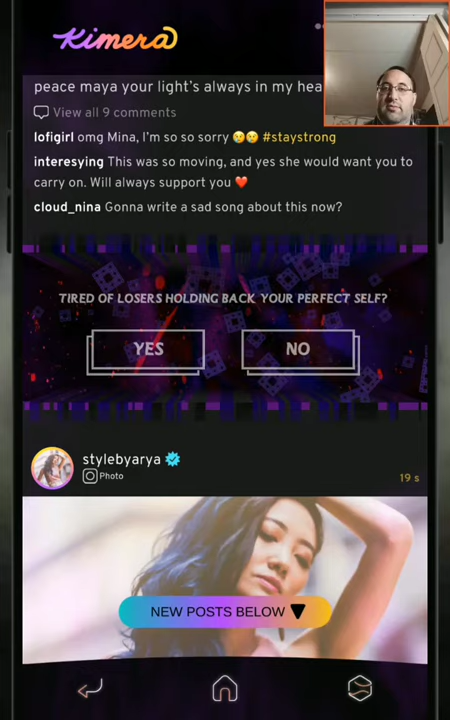 Kimera
peace maya your light's always in my hea
View all 9 comments
lofigirl omg Mina, I'm so so sorry 😢😢 #staystrong
interesying This was so moving, and yes she would want you to
carry on. Will always support you ❤️
cloud_nina Gonna write a sad song about this now?
TIRED OF LOSERS HOLDING BACK YOUR PERFECT SELF?
YES
NO
stylebyarya
Photo
19 s
NEW POSTS BELOW